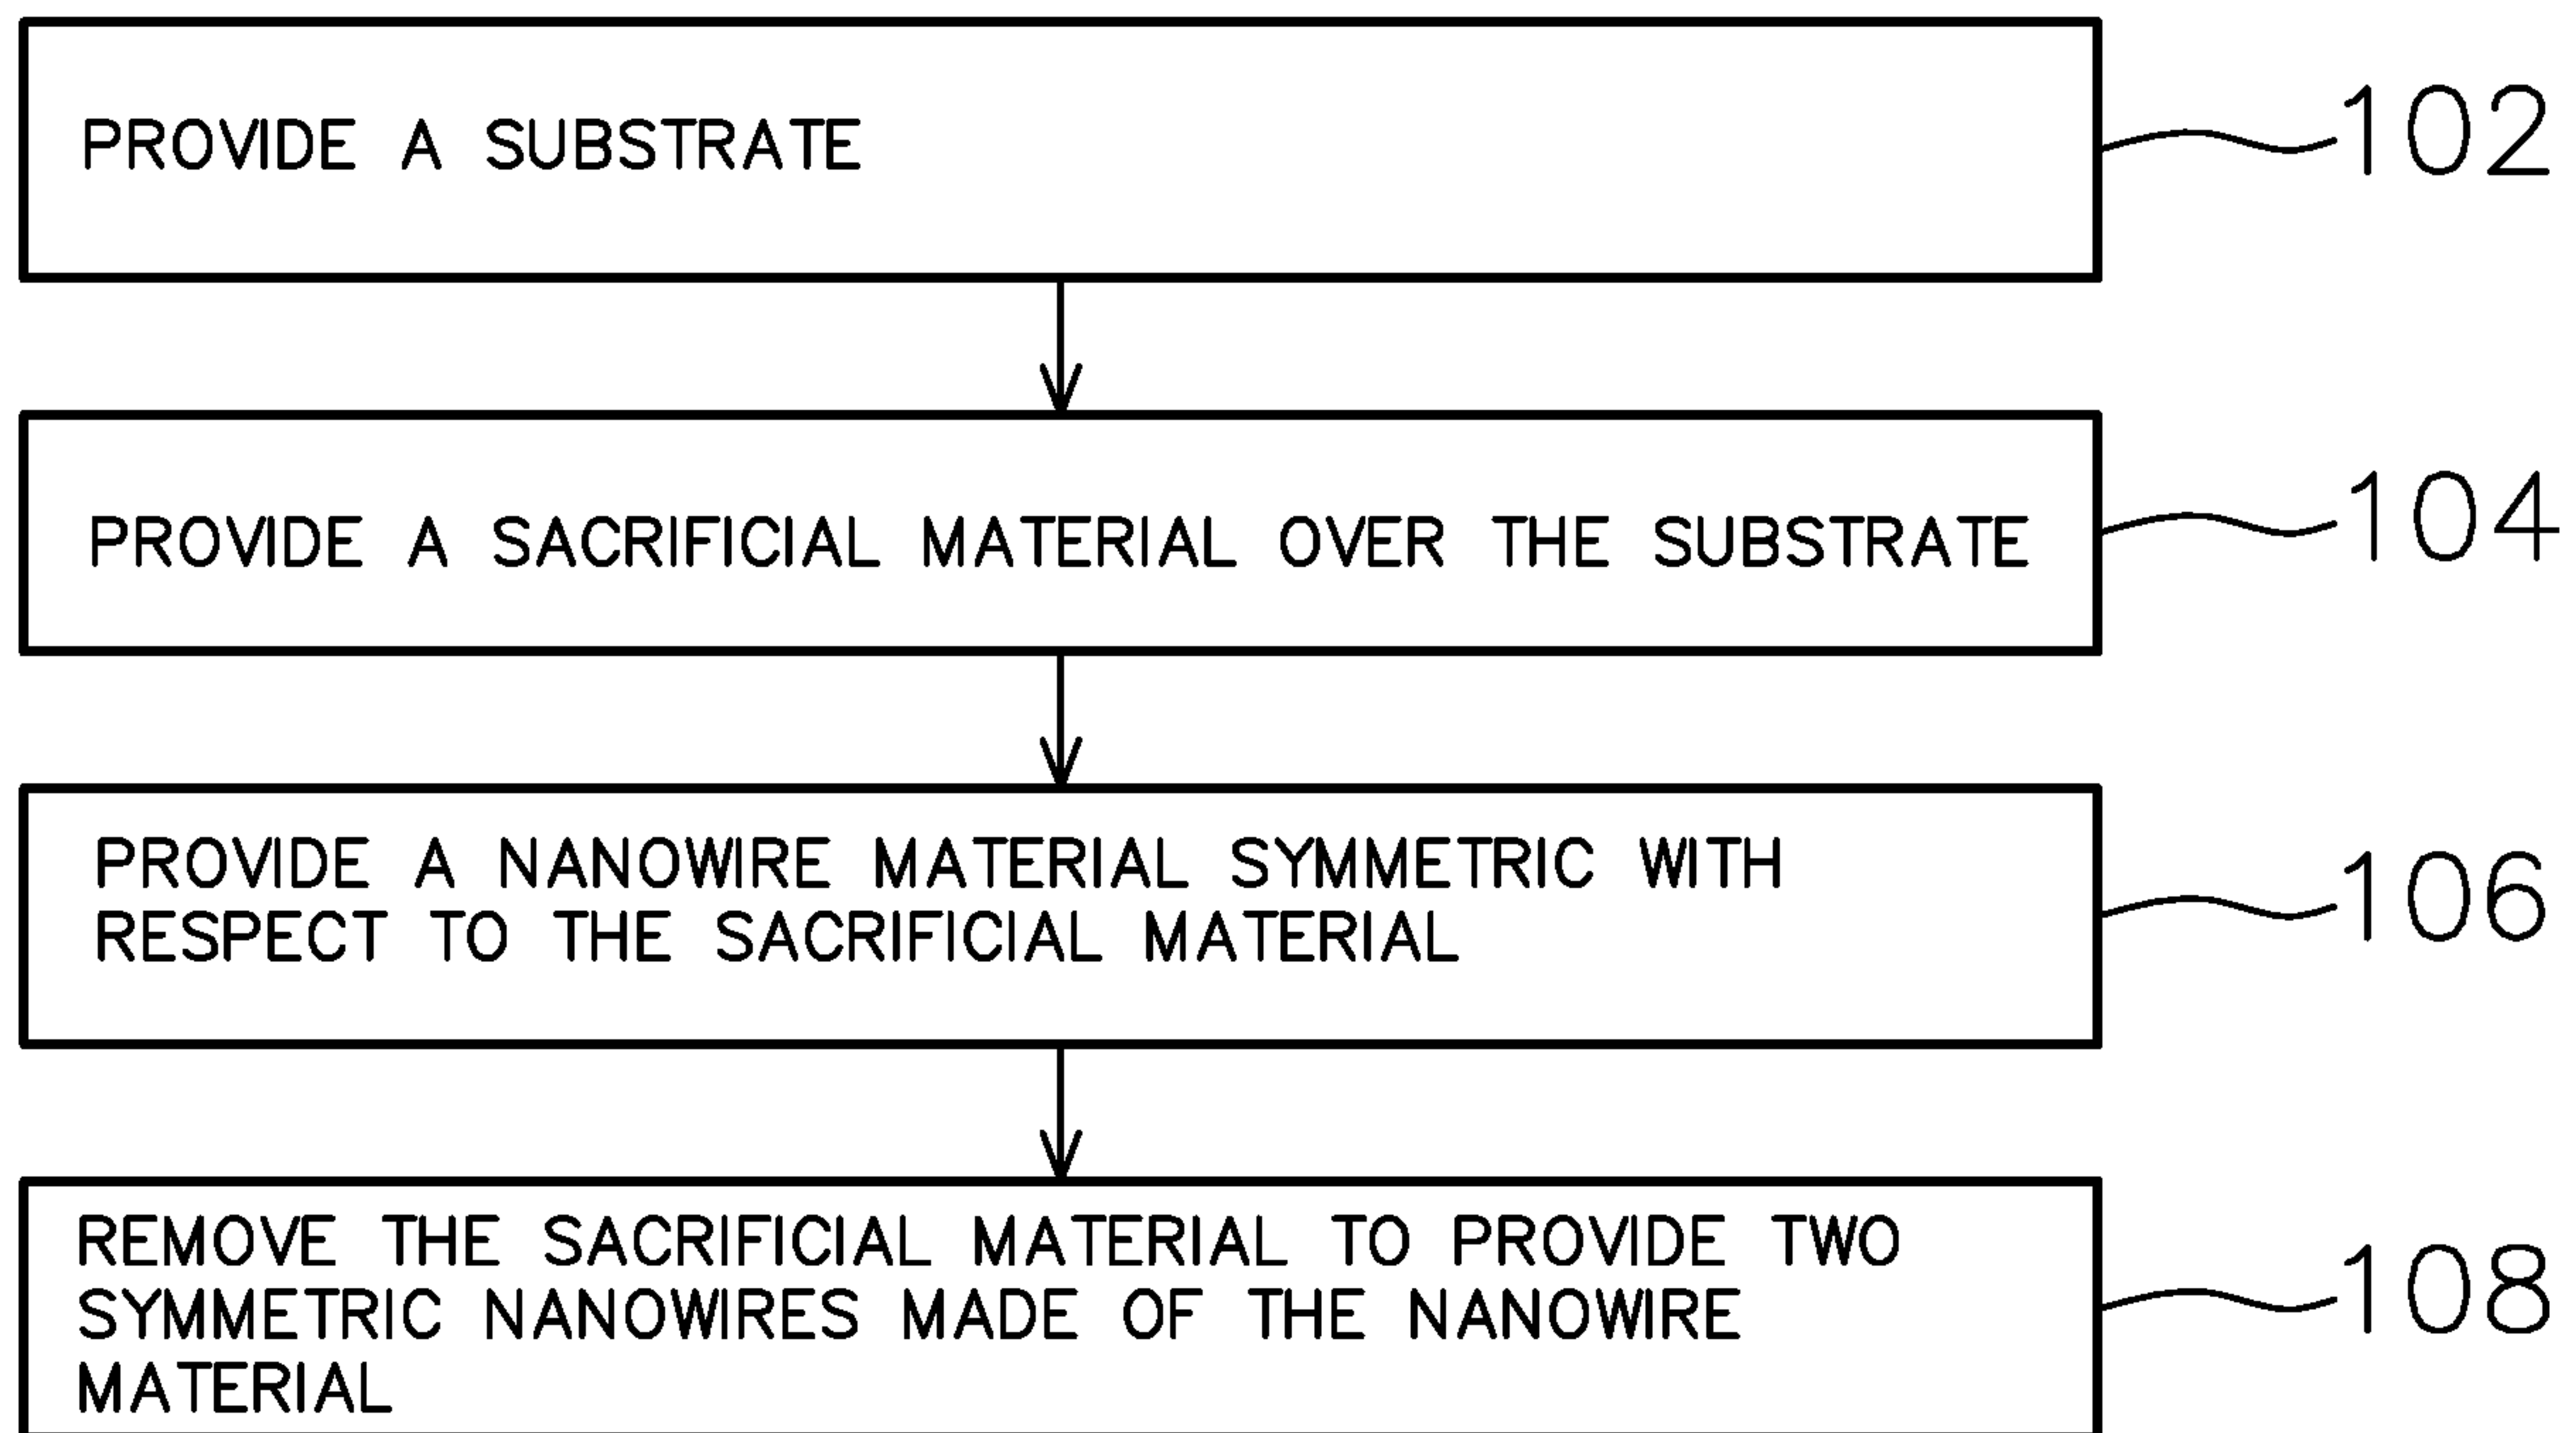 PROVIDE A SUBSTRATE
102
PROVIDE A SACRIFICIAL MATERIAL OVER THE SUBSTRATE
104
PROVIDE A NANOWIRE MATERIAL SYMMETRIC WITH
RESPECT TO THE SACRIFICIAL MATERIAL
106
REMOVE THE SACRIFICIAL MATERIAL TO PROVIDE TWO
SYMMETRIC NANOWIRES MADE OF THE NANOWIRE
MATERIAL
108